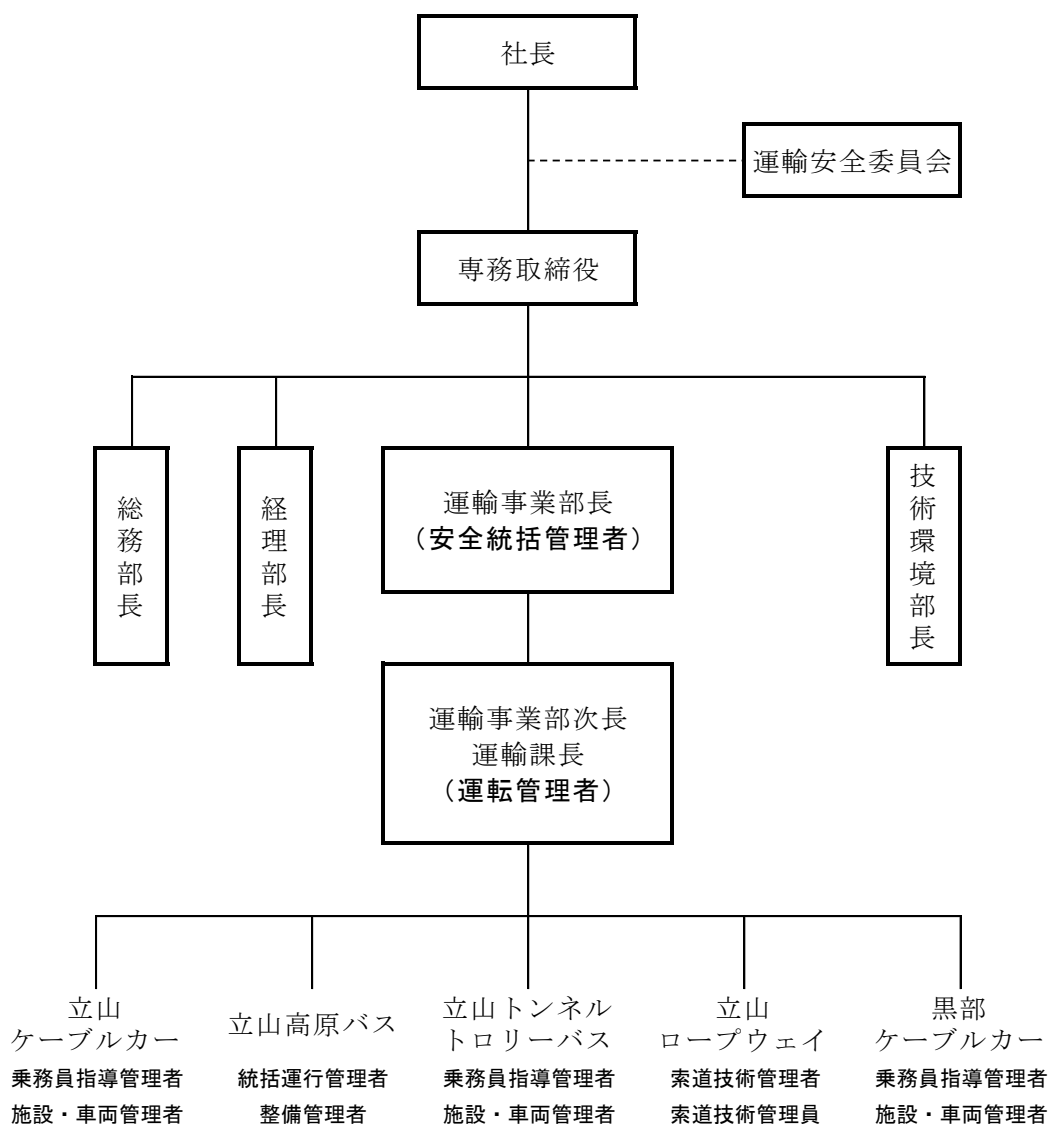 社長
運輸安全委員会
専務取締役
総務部長
経理部長
運輸事業部長
（安全統括管理者）
技術環境部長
運輸事業部次長
運輸課長
（運転管理者）
立山
ケーブルカー
乗務員指導管理者
施設・車両管理者
立山高原バス
統括運行管理者
整備管理者
立山トンネル
トロリーバス
乗務員指導管理者
施設・車両管理者
立山
ロープウェイ
索道技術管理者
索道技術管理員
黒部
ケーブルカー
乗務員指導管理者
施設・車両管理者